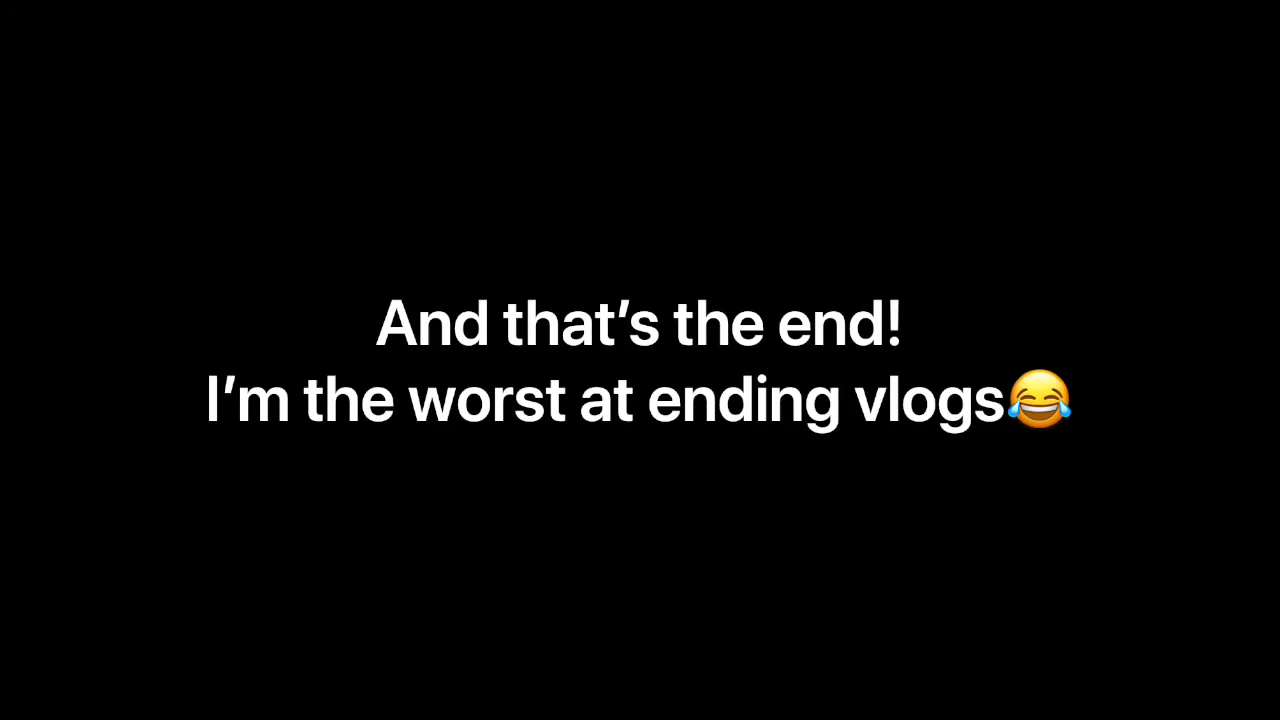 And that’s the end!
I’m the worst at ending vlogs😂